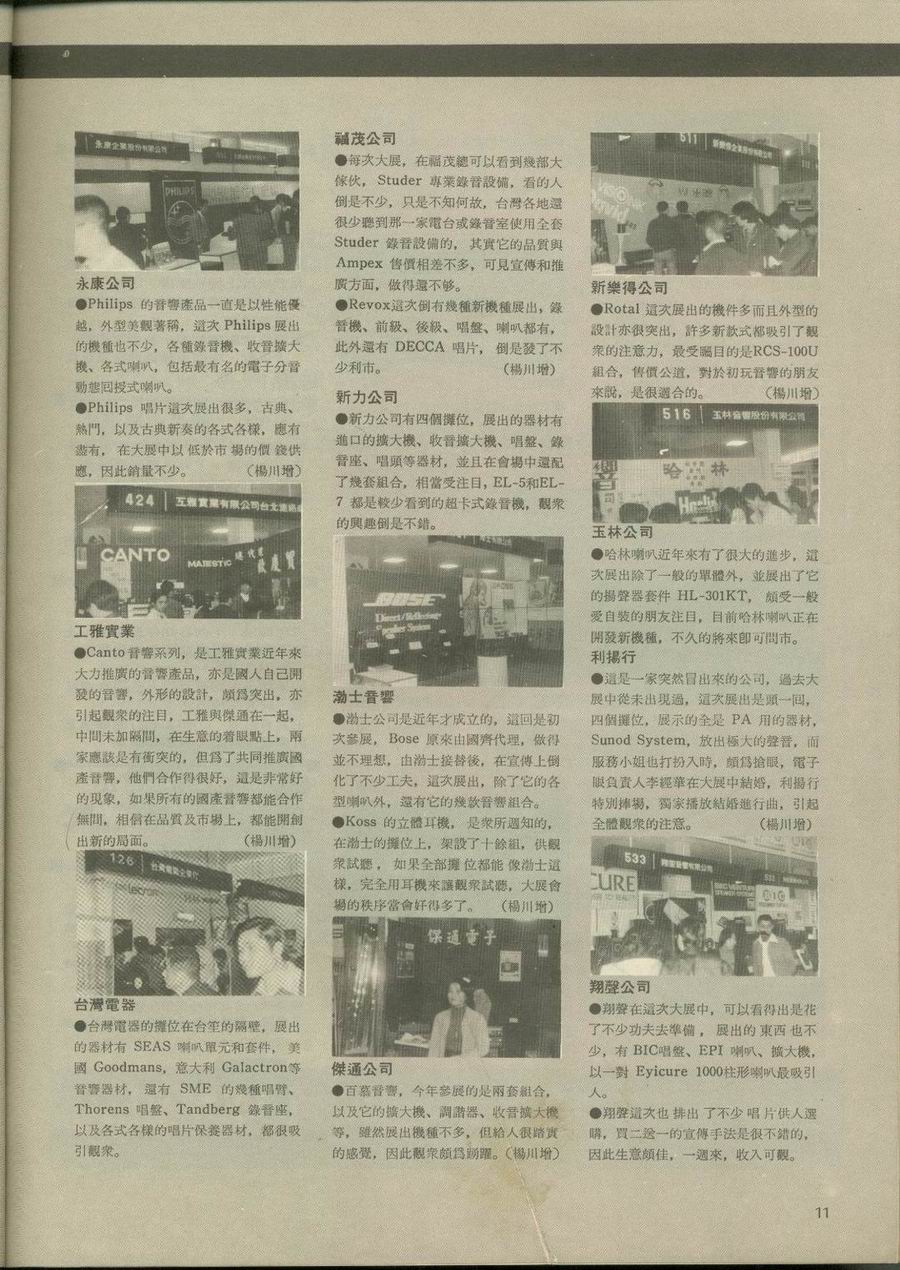 永康企業股份有限公司
PHILIPS
永康公司
●Philips 的音響產品一直是以性能優
越，外型美觀著稱，這次 Philips 展出
的機種也不少，各種錄音機、收音擴大
機、各式喇叭，包括最有名的電子分音
動態囘授式喇叭。
●Philips 唱片這次展出很多，古典、
熱門，以及古典新奏的各式各樣，應有
盡有，在大展中以低於市場的價錢供
應，因此銷量不少。（楊川增）
424 工雅實業有限公司台北連絡處
CANTO
MAJESTIC
工雅實業
●Canto 音響系列，是工雅實業近年來
大力推廣的音響產品，亦是國人自己開
發的音響，外形的設計，頗爲突出，亦
引起觀衆的注目，工雅與傑通在一起，
中間未加隔間，在生意的着眼點上，兩
家應該是有衝突的，但爲了共同推廣國
產音響，他們合作得很好，這是非常好
的現象，如果所有的國產音響都能合作
無間，相信在品質及市場上，都能開創
出新的局面。（楊川增）
126
台灣電器
●台灣電器的攤位在台笙的隔壁，展出
的器材有 SEAS 喇叭單元和套件，美
國 Goodmans，意大利 Galactron等
音響器材，還有 SME 的幾種唱臂、
Thorens 唱盤、Tandberg 錄音座，
以及各式各樣的唱片保養器材，都很吸
引觀衆。
福茂公司
●每次大展，在福茂總可以看到幾部大
傢伙，Studer 專業錄音設備，看的人
倒是不少，只是不知何故，台灣各地還
很少聽到那一家電台或錄音室使用全套
Studer 錄音設備的，其實它的品質與
Ampex 售價相差不多，可見宣傳和推
廣方面，做得還不够。
●Revox這次倒有幾種新機種展出，錄
音機、前級、後級、唱盤、喇叭都有，
此外還有 DECCA 唱片，倒是發了不
少利市。（楊川增）
新力公司
●新力公司有四個攤位，展出的器材有
進口的擴大機、收音擴大機、唱盤、錄
音座、唱頭等器材，並且在會場中還配
了幾套組合，相當受注目，EL-5和EL-
7 都是較少看到的超卡式錄音機，觀衆
的興趣倒是不錯。
BOSE
Direct/Reflecting
Speaker System
KOSS
渤士音響
●渤士公司是近年才成立的，這回是初
次參展，Bose 原來由國齊代理，做得
並不理想，由渤士接替後，在宣傳上倒
化了不少工夫，這次展出，除了它的各
型喇叭外，還有它的幾款音響組合。
●Koss 的立體耳機，是衆所週知的，
在渤士的攤位上，架設了十餘組，供觀
衆試聽，如果全部攤位都能像渤士這
樣，完全用耳機來讓觀衆試聽，大展會
場的秩序當會好得多了。（楊川增）
保通電子
傑通公司
●百慕音響，今年參展的是兩套組合，
以及它的擴大機、調諧器、收音擴大機
等，雖然展出機種不多，但給人很踏實
的感覺，因此觀衆頗爲踴躍。（楊川增）
511 新樂得企業股份有限公司
新樂得公司
●Rotal 這次展出的機件多而且外型的
設計亦很突出，許多新款式都吸引了觀
衆的注意力，最受矚目的是RCS-100U
組合，售價公道，對於初玩音響的朋友
來說，是很適合的。（楊川增）
516 玉林音響股份有限公司
響 哈林
玉林公司
●哈林喇叭近年來有了很大的進步，這
次展出除了一般的單體外，並展出了它
的揚聲器套件 HL-301KT，頗受一般
愛自裝的朋友注目，目前哈林喇叭正在
開發新機種，不久的將來卽可問市。
利揚行
●這是一家突然冒出來的公司，過去大
展中從未出現過，這次展出是頭一回，
四個攤位，展示的全是 PA 用的器材，
Sunod System，放出極大的聲音，而
服務小姐也打扮入時，頗爲搶眼，電子
眼負責人李經華在大展中結婚，利揚行
特別捧場，獨家播放結婚進行曲，引起
全體觀衆的注意。（楊川增）
533 翔聲音響有限公司
533
CURE
BIC
翔聲公司
●翔聲在這次大展中，可以看得出是花
了不少功夫去準備，展出的東西也不
少，有 BIC唱盤、EPI 喇叭、擴大機，
以一對 Eyicure 1000柱形喇叭最吸引
人。
●翔聲這次也排出了不少唱片供人選
購，買二送一的宣傳手法是很不錯的，
因此生意頗佳，一週來，收入可觀。
11